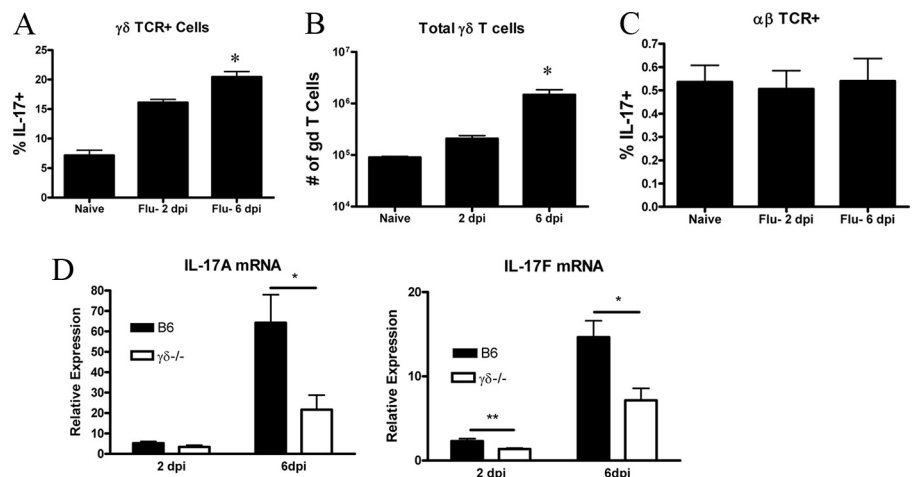 A
γδ TCR+ Cells
% IL-17+
25
20
15
10
5
0
*
Naive
Flu- 2 dpi
Flu- 6 dpi
B
Total γδ T cells
# of gd T Cells
10⁷
10⁶
10⁵
10⁴
*
Naive
2 dpi
6 dpi
C
αβ TCR+
% IL-17+
0.7
0.6
0.5
0.4
0.3
0.2
0.1
0.0
Naive
Flu- 2 dpi
Flu- 6 dpi
D
IL-17A mRNA
Relative Expression
80
70
60
50
40
30
20
10
0
B6
γδ-/-
*
2 dpi
6dpi
IL-17F mRNA
Relative Expression
20
10
0
B6
γδ-/-
**
*
2 dpi
6dpi